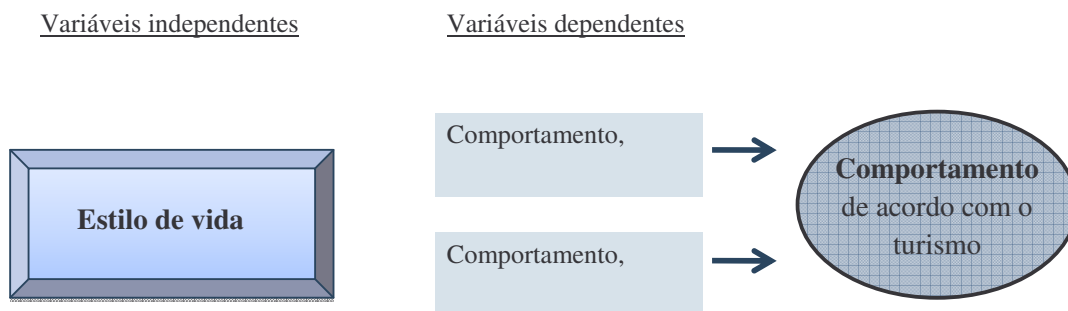 Variáveis independentes
Variáveis dependentes
Estilo de vida
Comportamento,
Comportamento,
Comportamento
de acordo com o
turismo